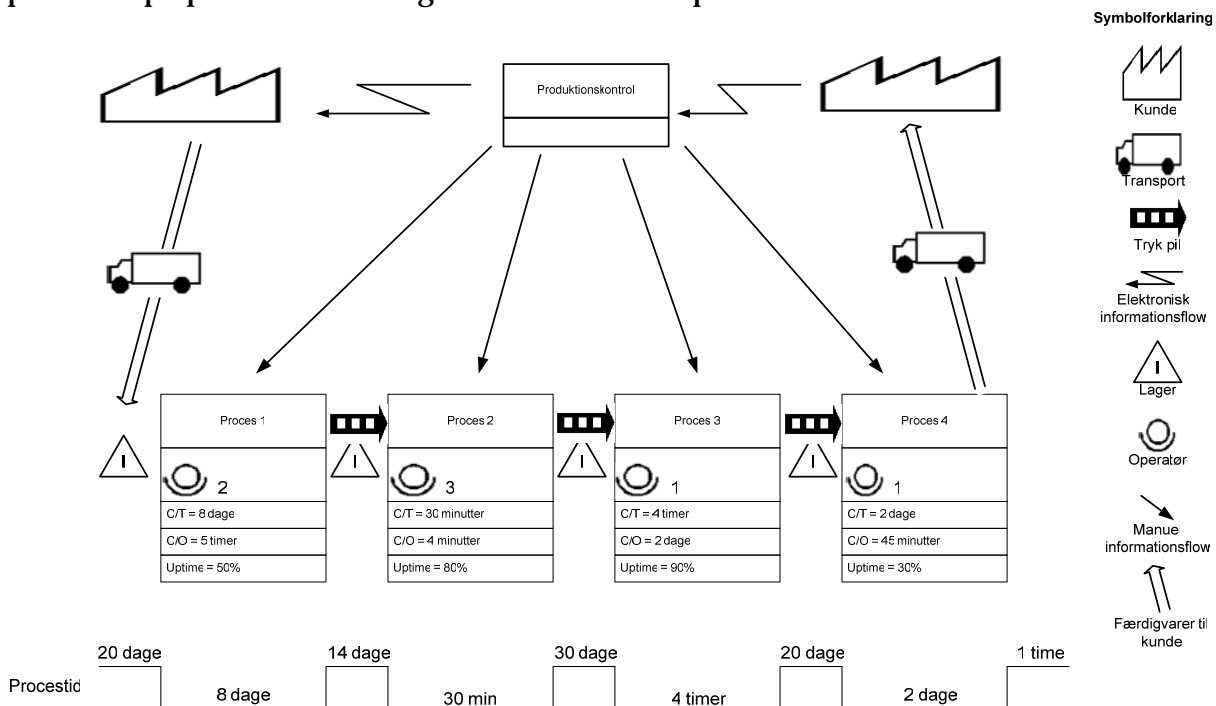 Symbolforklaring
Produktionskontrol
Kunde
Transport
Tryk pil
Elektronisk
informationsflow
I
Lager
Operatør
Manuel
informationsflow
Færdigvarer til
kunde
Proces 1
Proces 2
Proces 3
Proces 4
I
I
I
I
2
3
1
1
C/T = 8 dage
C/T = 30 minutter
C/T = 4 timer
C/T = 2 dage
C/O = 5 timer
C/O = 4 minutter
C/O = 2 dage
C/O = 45 minutter
Uptime = 50%
Uptime = 80%
Uptime = 90%
Uptime = 30%
20 dage
14 dage
30 dage
20 dage
1 time
Procestid
8 dage
30 min
4 timer
2 dage